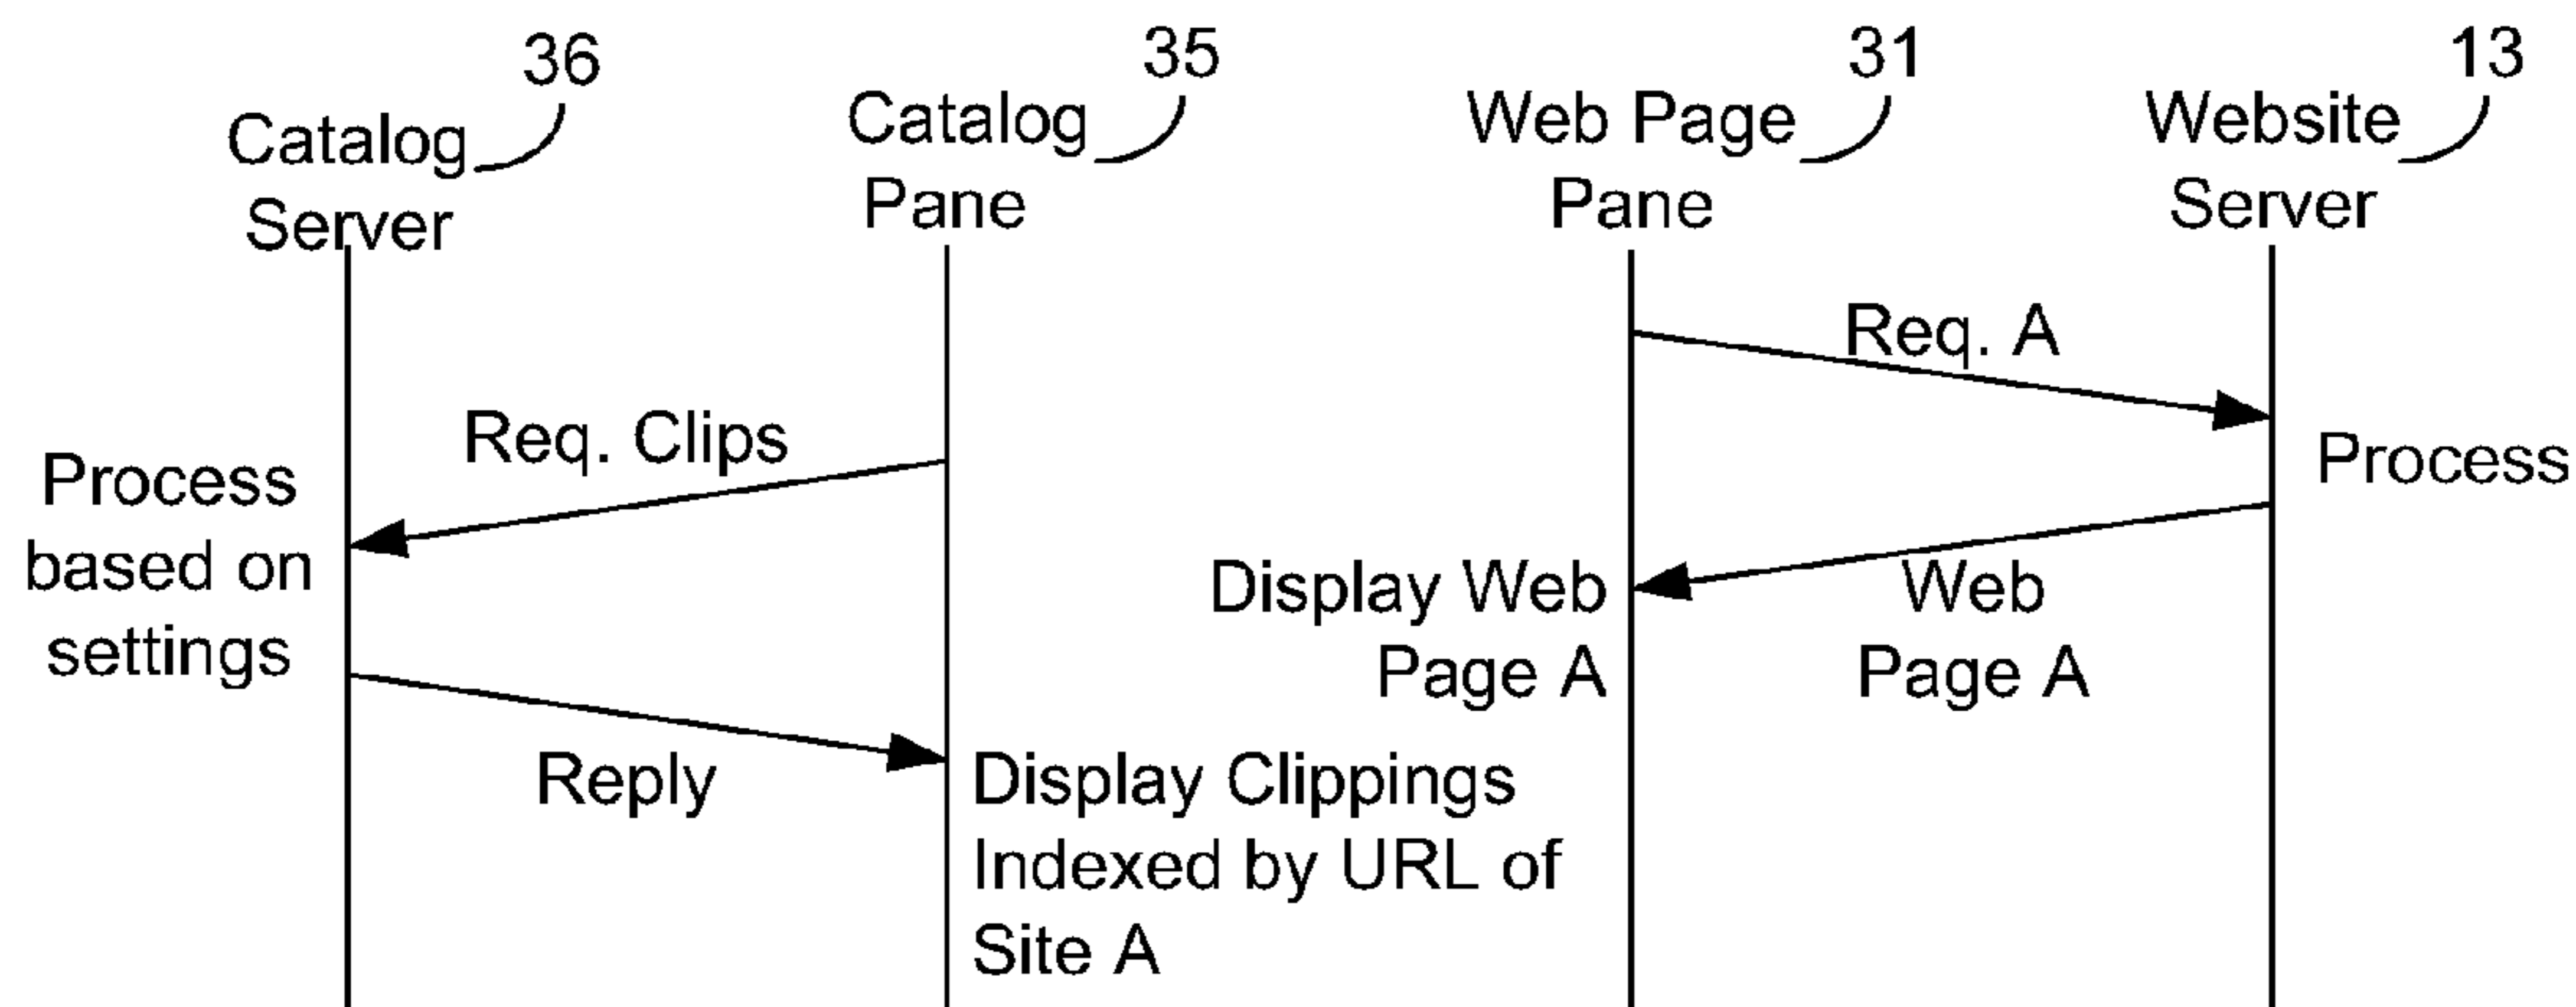 36
Catalog
Server
35
Catalog
Pane
31
Web Page
Pane
13
Website
Server
Req. A
Req. Clips
Process
Process
based on
settings
Display Web
Page A
Web
Page A
Reply
Display Clippings
Indexed by URL of
Site A